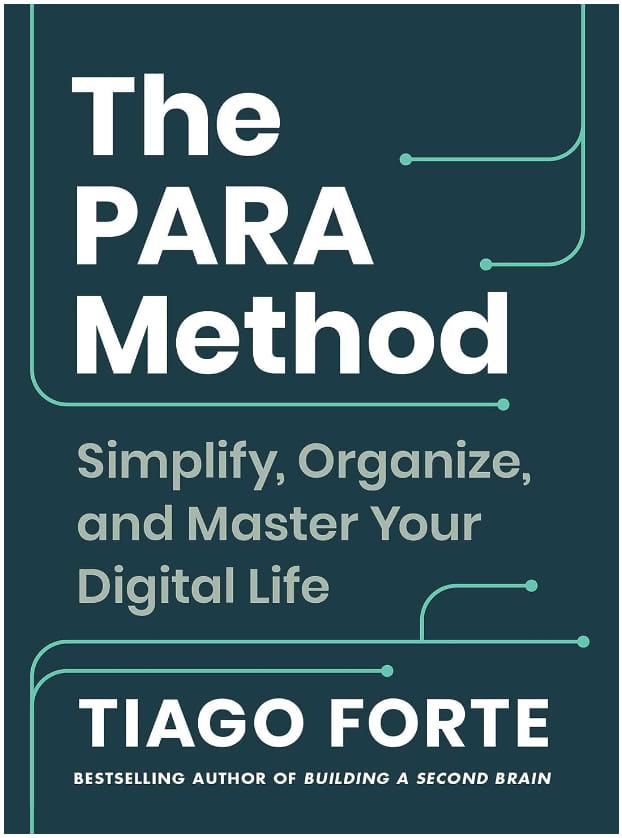 The
PARA
Method
Simplify, Organize,
and Master Your
Digital Life
TIAGO FORTE
BESTSELLING AUTHOR OF BUILDING A SECOND BRAIN